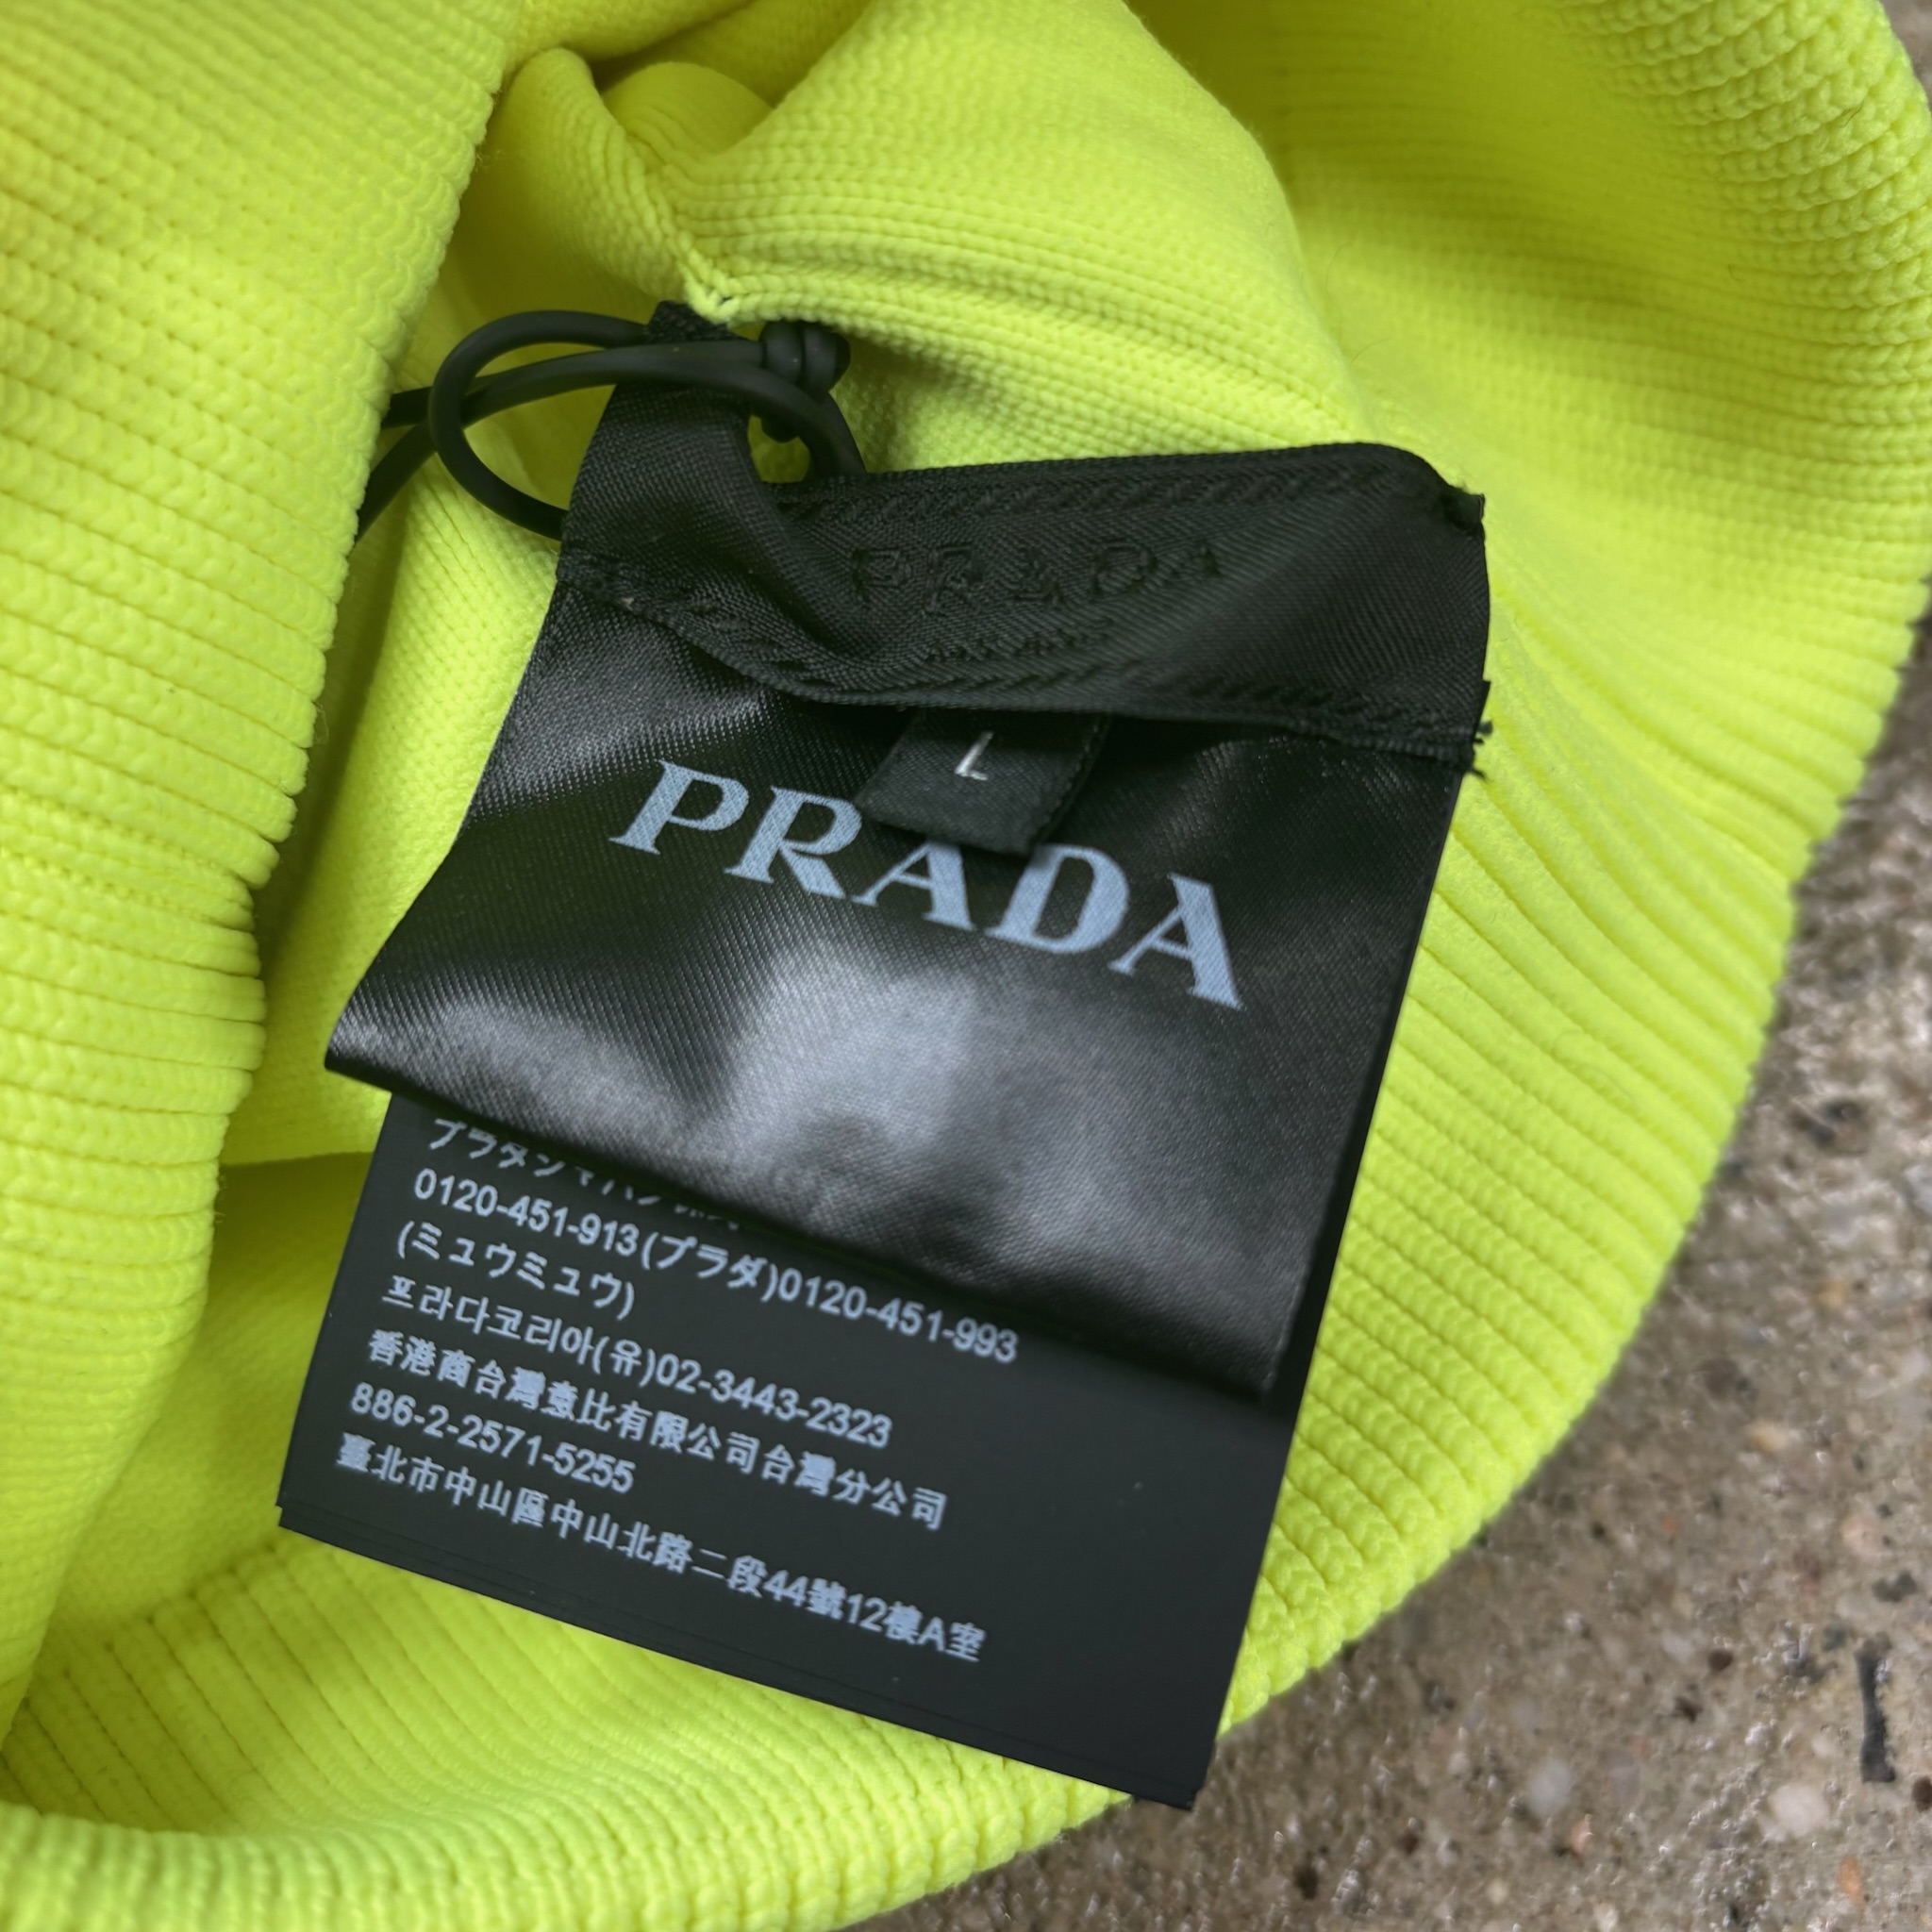 PRADA
MILANO
L
PRADA
0120-451-913(プラダ)0120-451-993
(ミュウミュウ)
프라다코리아(유)02-3443-2323
香港商台灣意比有限公司台灣分公司
886-2-2571-5255
臺北市中山區中山北路二段44號12樓A室